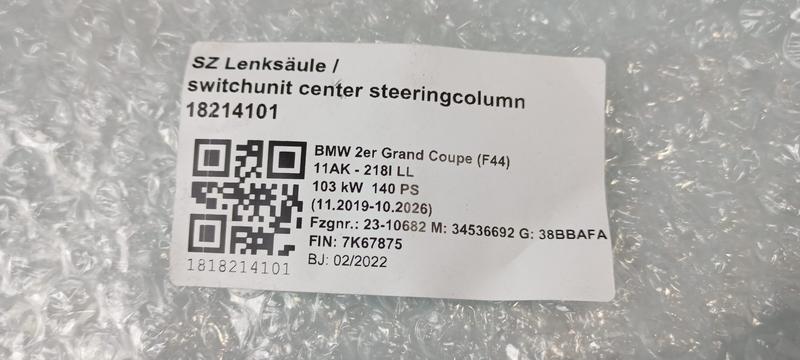 SZ Lenksäule /
switchunit center steeringcolumn
18214101
BMW 2er Grand Coupe (F44)
11AK - 218I LL
103 kW 140 PS
(11.2019-10.2026)
Fzgnr.: 23-10682 M: 34536692 G: 38BBAFA
FIN: 7K67875
BJ: 02/2022
1818214101